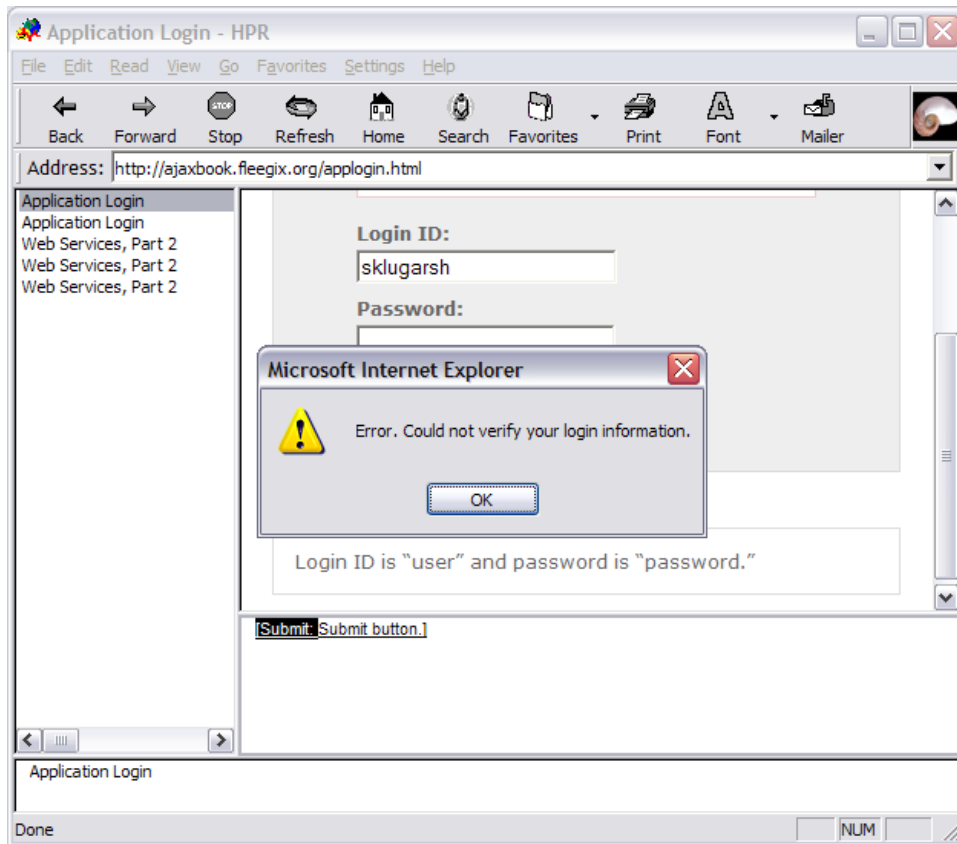 Application Login - HPR
File Edit Read View Go Favorites Settings Help
STOP
Back Forward Stop Refresh Home Search Favorites Print Font Mailer
Address: http://ajaxbook.fleegix.org/applogin.html
Application Login
Application Login
Web Services, Part 2
Web Services, Part 2
Web Services, Part 2
Login ID:
sklugarsh
Password:
Microsoft Internet Explorer
Error. Could not verify your login information.
OK
Login ID is “user” and password is “password.”
[Submit: Submit button.]
Application Login
Done
NUM